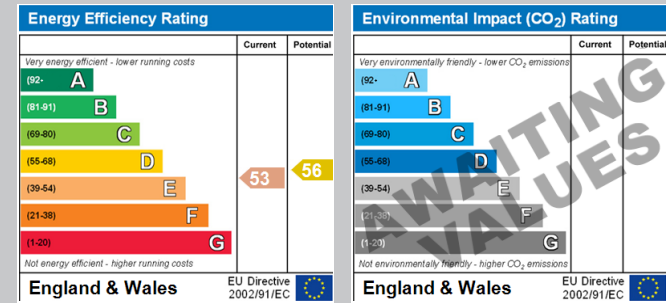 Energy Efficiency Rating
Current Potential
Very energy efficient - lower running costs
(92- A
(81-91) B
(69-80) C
(55-68) D
(39-54) E
(21-38) F
(1-20) G
53
56
Not energy efficient - higher running costs
England & Wales
EU Directive
2002/91/EC
Environmental Impact (CO2) Rating
Current Potential
Very environmentally friendly - lower CO2 emissions
(92- A
(81-91) B
(69-80) C
(55-68) D
(39-54) E
(21-38) F
(1-20) G
AWAITING
VALUES
Not environmentally friendly - higher CO2 emissions
England & Wales
EU Directive
2002/91/EC